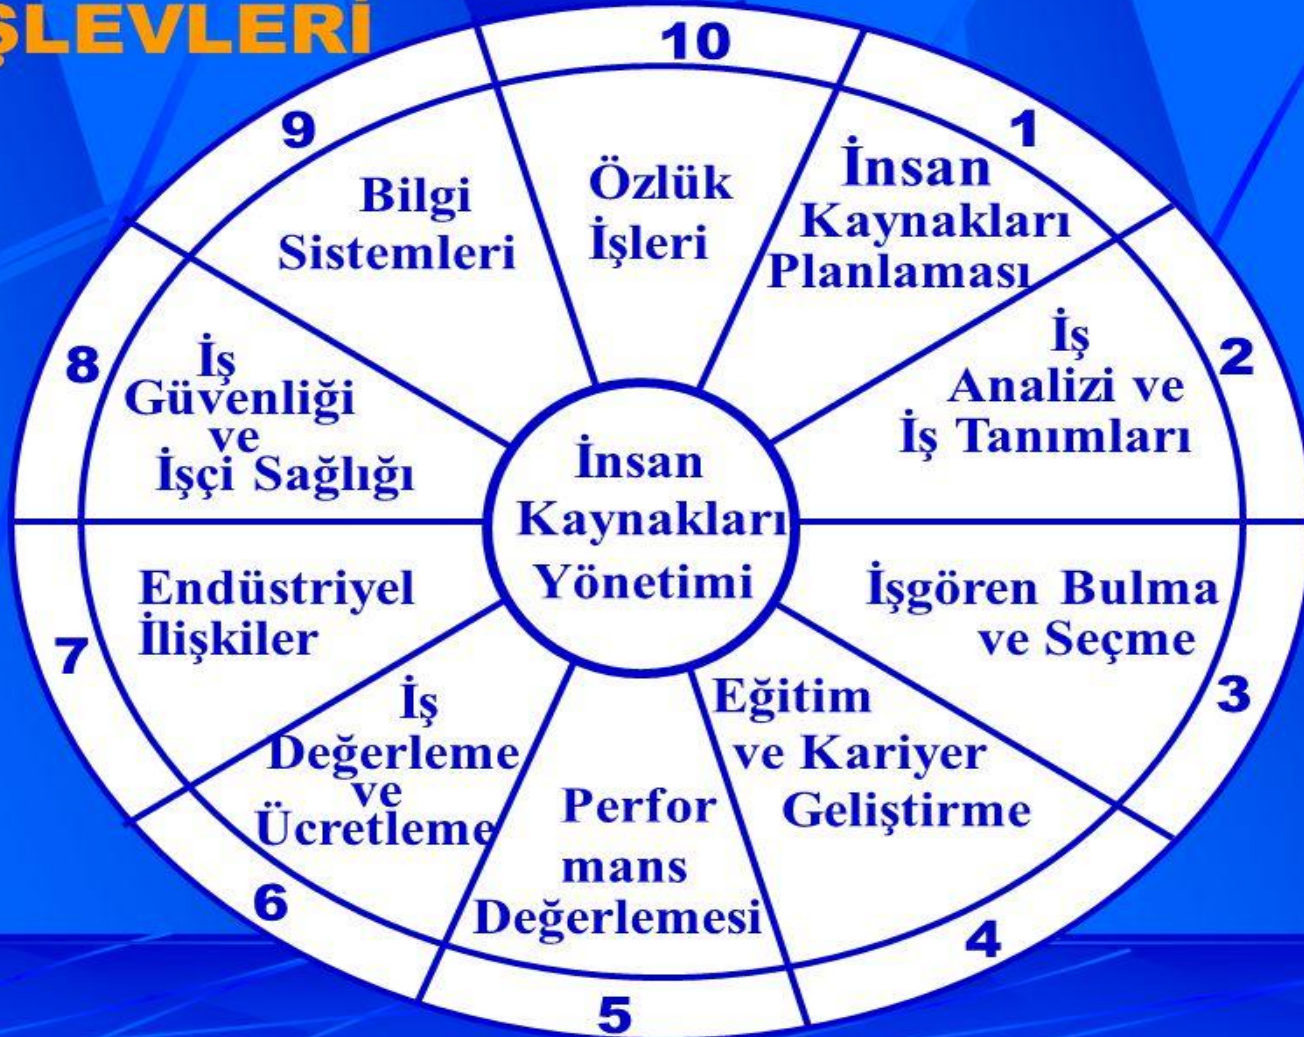 ŞLEVLERİ
10
Özlük
İşleri
1
İnsan
Kaynakları
Planlaması
2
İş
Analizi ve
İş Tanımları
3
İşgören Bulma
ve Seçme
4
Eğitim
ve Kariyer
Geliştirme
5
Perfor
mans
Değerlemesi
6
İş
Değerleme
ve
Ücretleme
7
Endüstriyel
İlişkiler
8
İş
Güvenliği
ve
İşçi Sağlığı
9
Bilgi
Sistemleri
İnsan
Kaynakları
Yönetimi